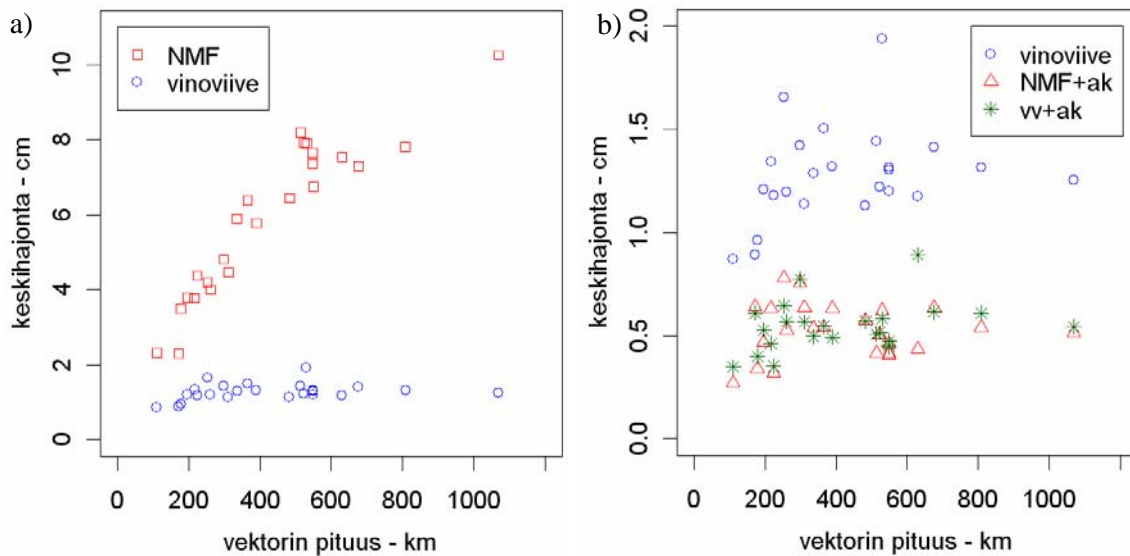 a)
NMF
vinoviive
keskihajonta - cm
10
8
6
4
2
0
0 200 400 600 800 1000
vektorin pituus - km
b)
vinoviive
NMF+ak
vv+ak
keskihajonta - cm
2.0
1.5
1.0
0.5
0.0
0 200 400 600 800 1000
vektorin pituus - km